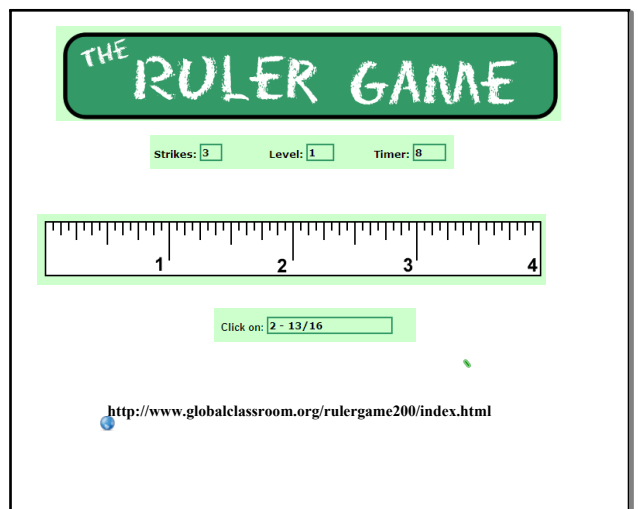 THE RULER GAME
Strikes: 3 Level: 1 Timer: 8
1 2 3 4
Click on: 2 - 13/16
http://www.globalclassroom.org/rulergame200/index.html